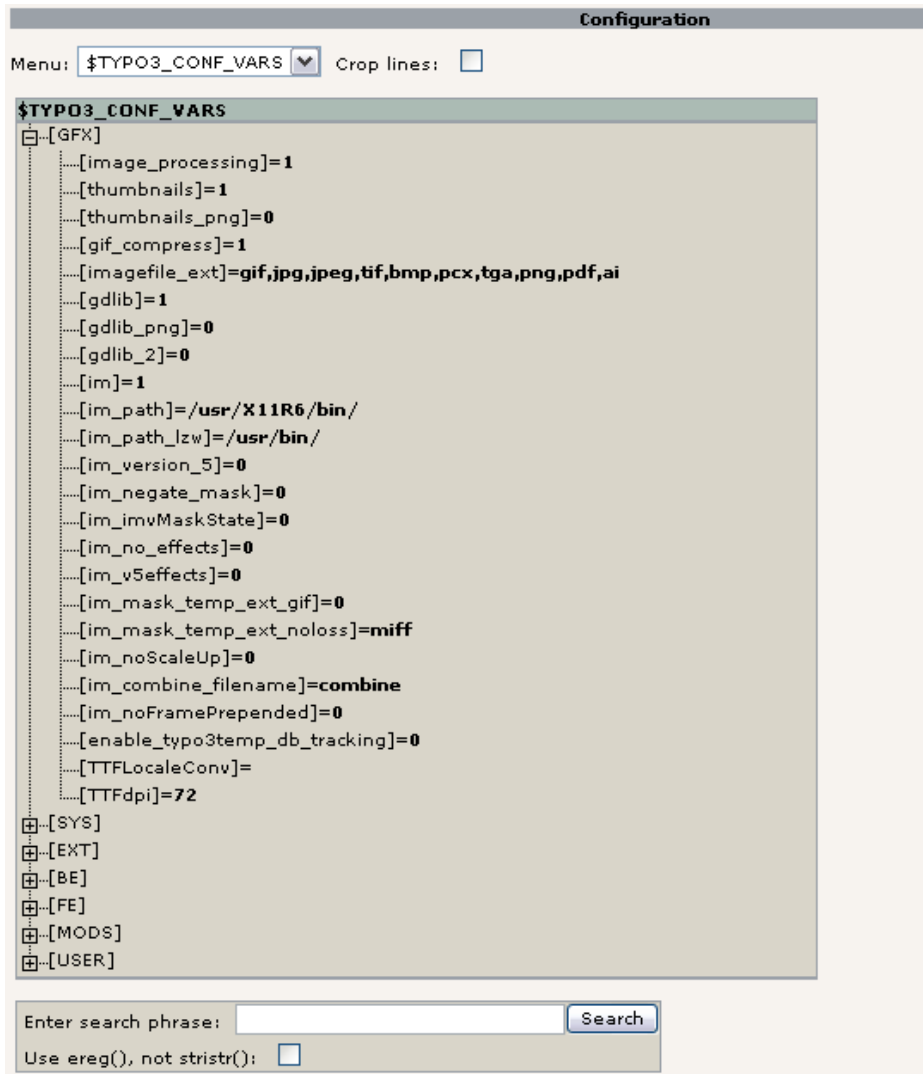 Configuration
Menu: $TYPO3_CONF_VARS Crop lines:
$TYPO3_CONF_VARS
[GFX]
[image_processing]=1
[thumbnails]=1
[thumbnails_png]=0
[gif_compress]=1
[imagefile_ext]=gif,jpg,jpeg,tif,bmp,pcx,tga,png,pdf,ai
[gdlib]=1
[gdlib_png]=0
[gdlib_2]=0
[im]=1
[im_path]=/usr/X11R6/bin/
[im_path_lzw]=/usr/bin/
[im_version_5]=0
[im_negate_mask]=0
[im_imvMaskState]=0
[im_no_effects]=0
[im_v5effects]=0
[im_mask_temp_ext_gif]=0
[im_mask_temp_ext_noloss]=miff
[im_noScaleUp]=0
[im_combine_filename]=combine
[im_noFramePrepended]=0
[enable_typo3temp_db_tracking]=0
[TTFLocaleConv]=
[TTFdpi]=72
[SYS]
[EXT]
[BE]
[FE]
[MODS]
[USER]
Enter search phrase: Search
Use ereg(), not stristr():